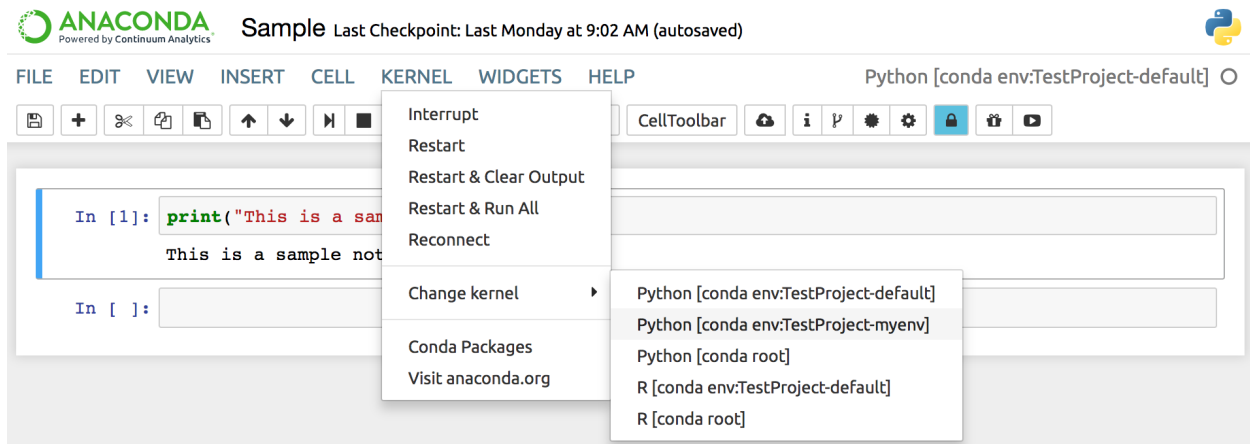 ANACONDA
Powered by Continuum Analytics
Sample Last Checkpoint: Last Monday at 9:02 AM (autosaved)
FILE EDIT VIEW INSERT CELL KERNEL WIDGETS HELP Python [conda env:TestProject-default]
CellToolbar
Interrupt
Restart
Restart & Clear Output
Restart & Run All
Reconnect
Change kernel
Conda Packages
Visit anaconda.org
Python [conda env:TestProject-default]
Python [conda env:TestProject-myenv]
Python [conda root]
R [conda env:TestProject-default]
R [conda root]
In [1]: print("This is a sam
This is a sample not
In [ ]: